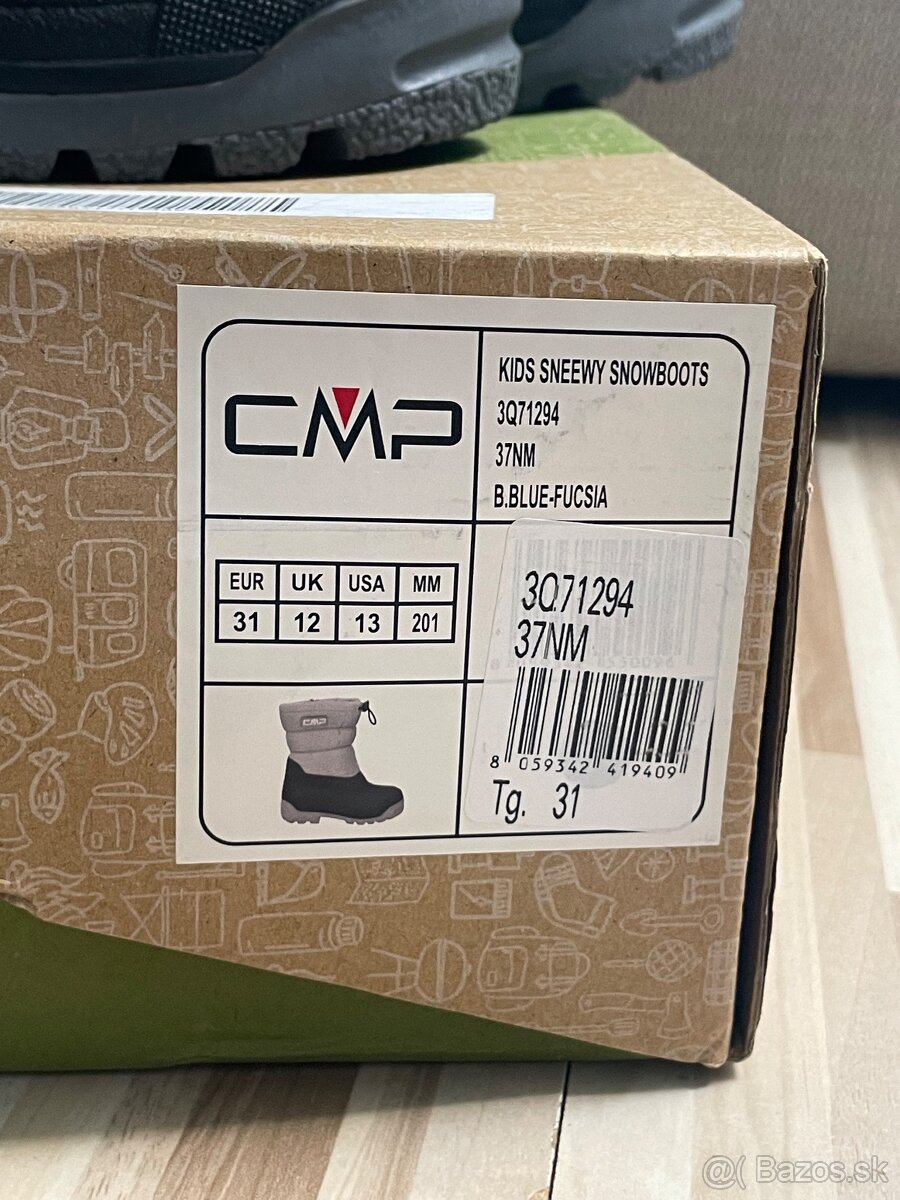 CMP
KIDS SNEEWY SNOWBOOTS
3Q71294
37NM
B.BLUE-FUCSIA
EUR UK USA MM
31 12 13 201
3Q71294
37NM
8 059342 419409
Tg. 31
CMP
@( Bazos.sk